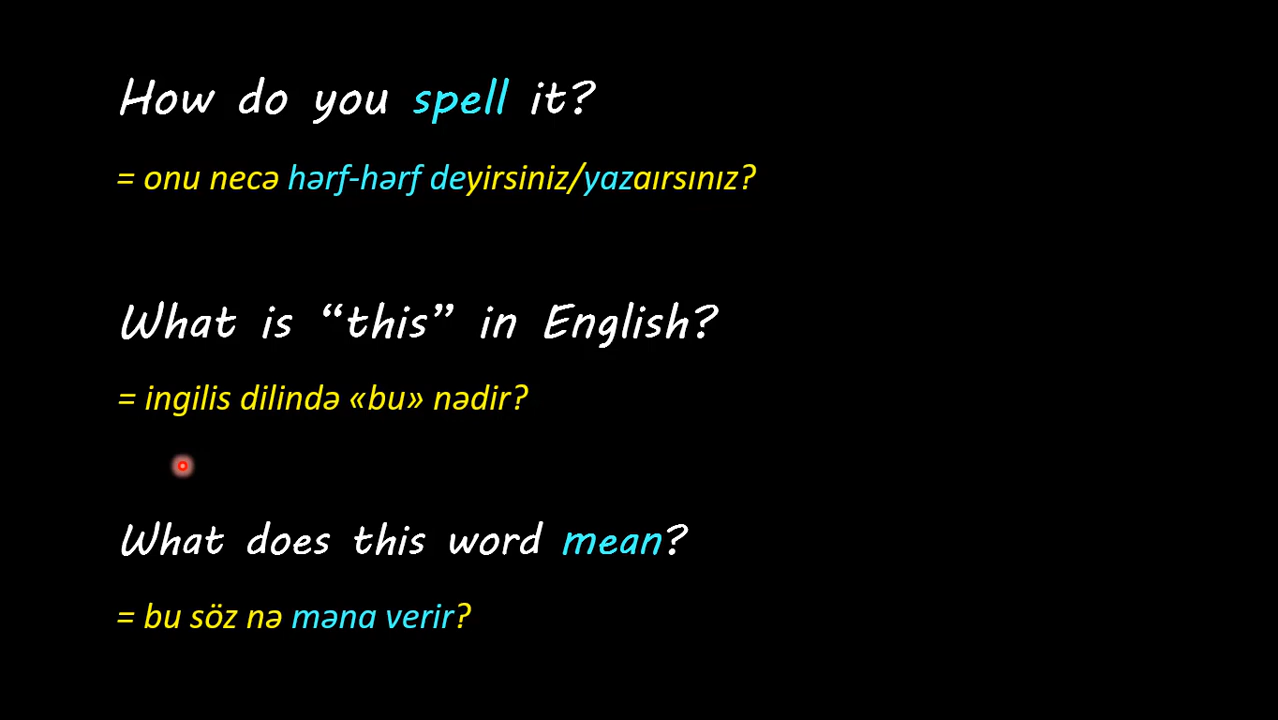 How do you spell it?
= onu necə hərf-hərf deyirsiniz/yazaırsınız?
What is “this” in English?
= ingilis dilində «bu» nədir?
What does this word mean?
= bu söz nə məna verir?